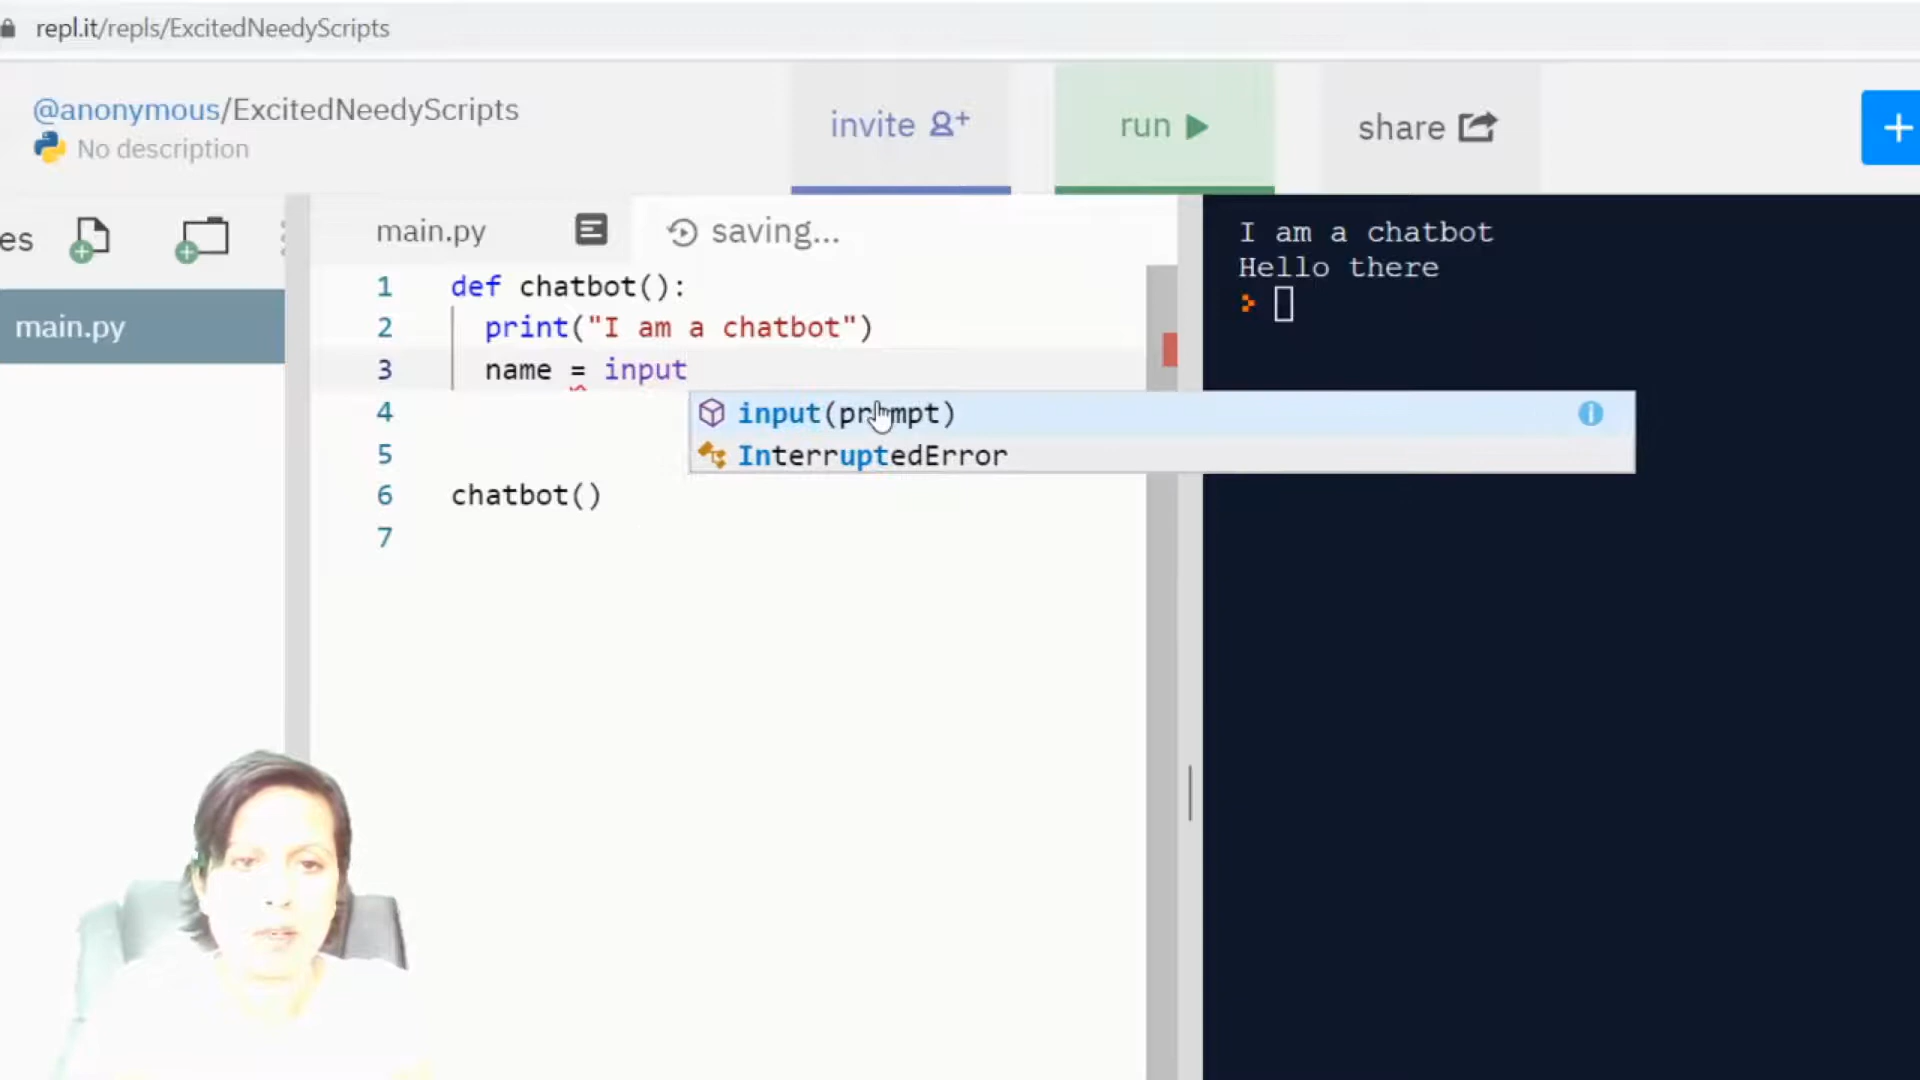 repl.it/repls/ExcitedNeedyScripts
@anonymous/ExcitedNeedyScripts
No description
invite
run
share
es
main.py
main.py
saving...
1 def chatbot():
2 print("I am a chatbot")
3 name = input
input(prompt)
InterruptedError
4
5
6 chatbot()
7
I am a chatbot
Hello there